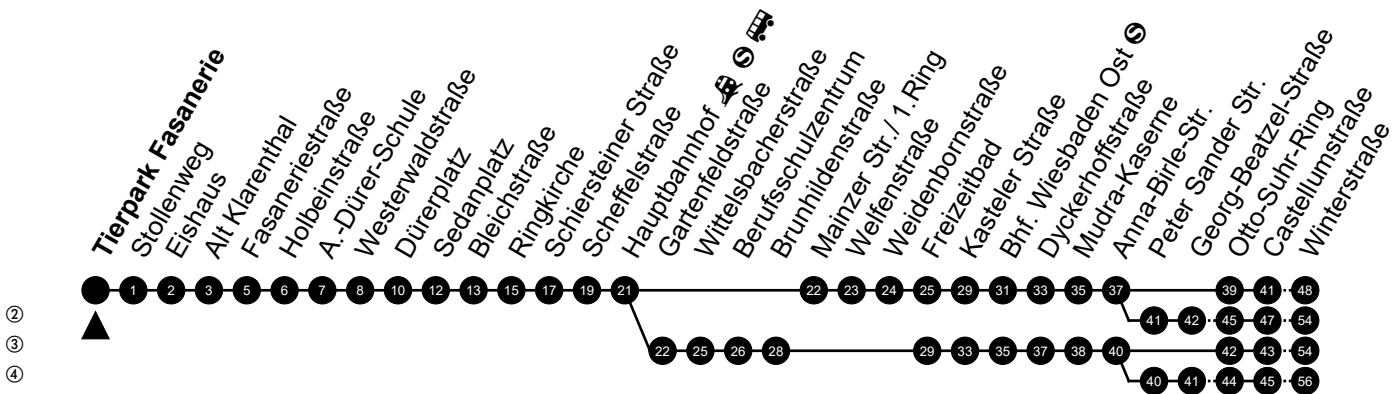 Tierpark Fasanerie
Stollenweg
Eishaus
Alt Klarenthal
Fasaneriestraße
Holbeinstraße
A.-Dürer-Schule
Westerwaldstraße
Dürerplatz
Sedanplatz
Bleichstraße
Ringkirche
Schiersteiner Straße
Scheffelstraße
Hauptbahnhof S
Gartenfeldstraße
Wittelsbacherstraße
Berufsschulzentrum
Brunhildenstraße
Mainzer Str./ 1.Ring
Welfenstraße
Weidenbornstraße
Freizeitbad
Kasteler Straße
Bhf. Wiesbaden Ost S
Dyckerhoffstraße
Mudra-Kaserne
Anna-Birle-Str.
Peter Sander Str.
Georg-Beatzel-Straße
Otto-Suhr-Ring
Castellumstraße
Winterstraße
1 2 3 5 6 7 8 10 12 13 15 17 19 21 22 23 24 25 29 31 33 35 37 39 41 48
② 41 42 45 47 54
③ 22 25 26 28 29 33 35 37 38 40 42 43 54
④ 40 41 44 45 56